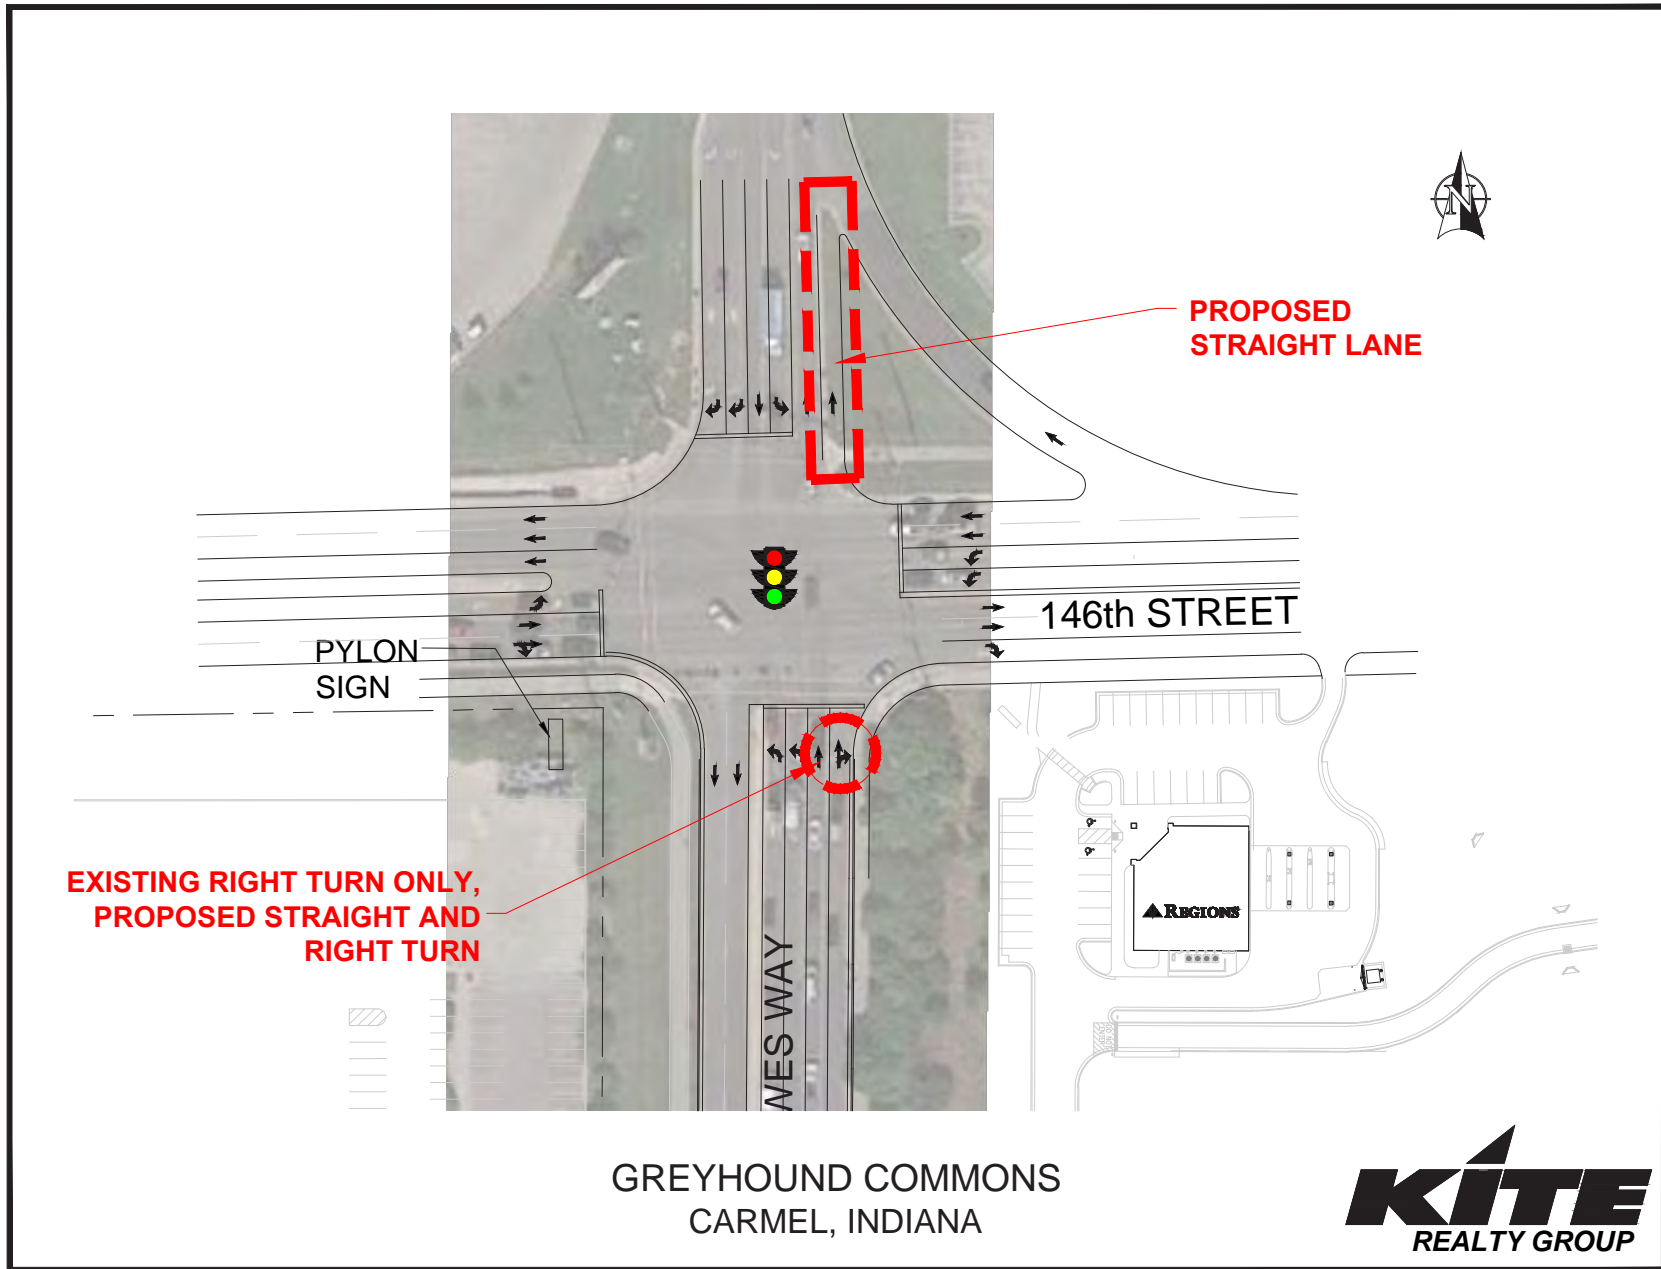 N
PROPOSED
STRAIGHT LANE
146th STREET
PYLON
SIGN
EXISTING RIGHT TURN ONLY,
PROPOSED STRAIGHT AND
RIGHT TURN
REGIONS
WES WAY
GREYHOUND COMMONS
CARMEL, INDIANA
KITE
REALTY GROUP